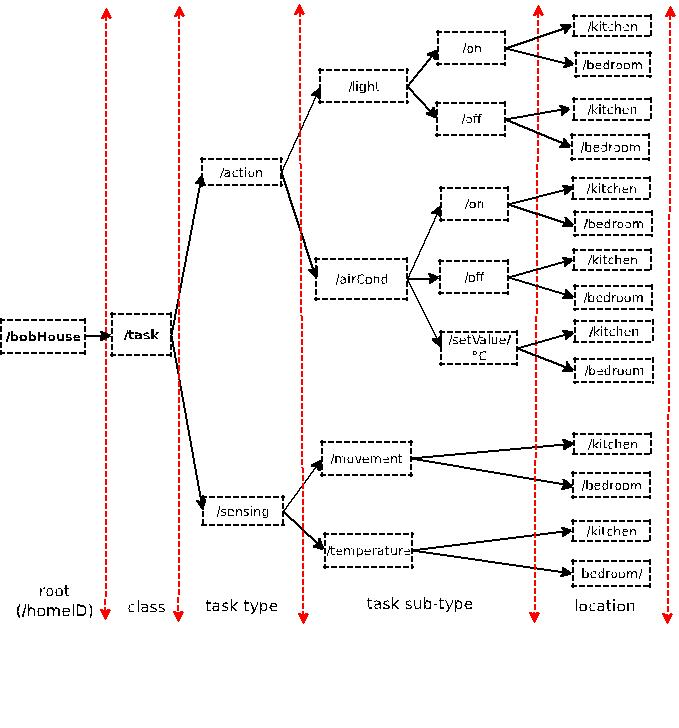 /kitchen
/on
/bedroom
/light
/kitchen
/off
/bedroom
/action
/kitchen
/on
/bedroom
/airCond
/kitchen
/off
/bedroom
/setValue/
°C
/kitchen
/bedroom
/bobHouse
/task
/movement
/kitchen
/bedroom
/sensing
/temperature
/kitchen
bedroom/
root
(/homeID)
class
task type
task sub-type
location